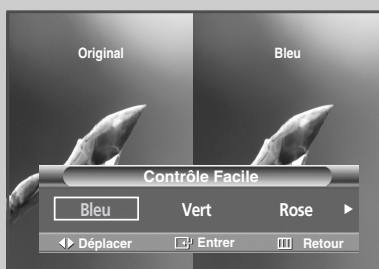 Original Bleu
Contrôle Facile
Bleu Vert Rose
Déplacer Entrer Retour